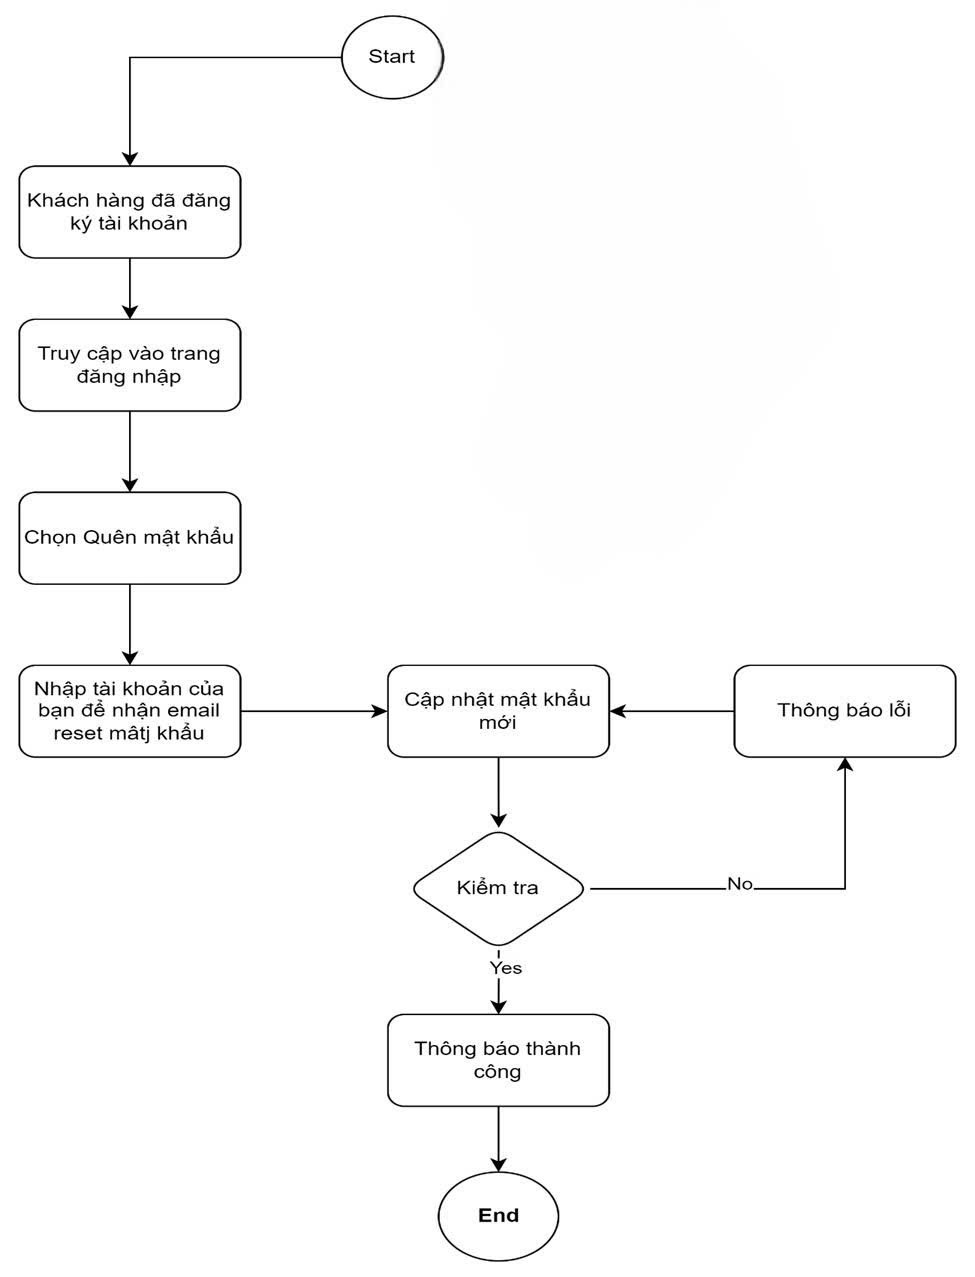 Start
Khách hàng đã đăng
ký tài khoản
Truy cập vào trang
đăng nhập
Chọn Quên mật khẩu
Nhập tài khoản của
bạn để nhận email
reset mâtj khẩu
Cập nhật mật khẩu
mới
Thông báo lỗi
Kiểm tra
No
Yes
Thông báo thành
công
End